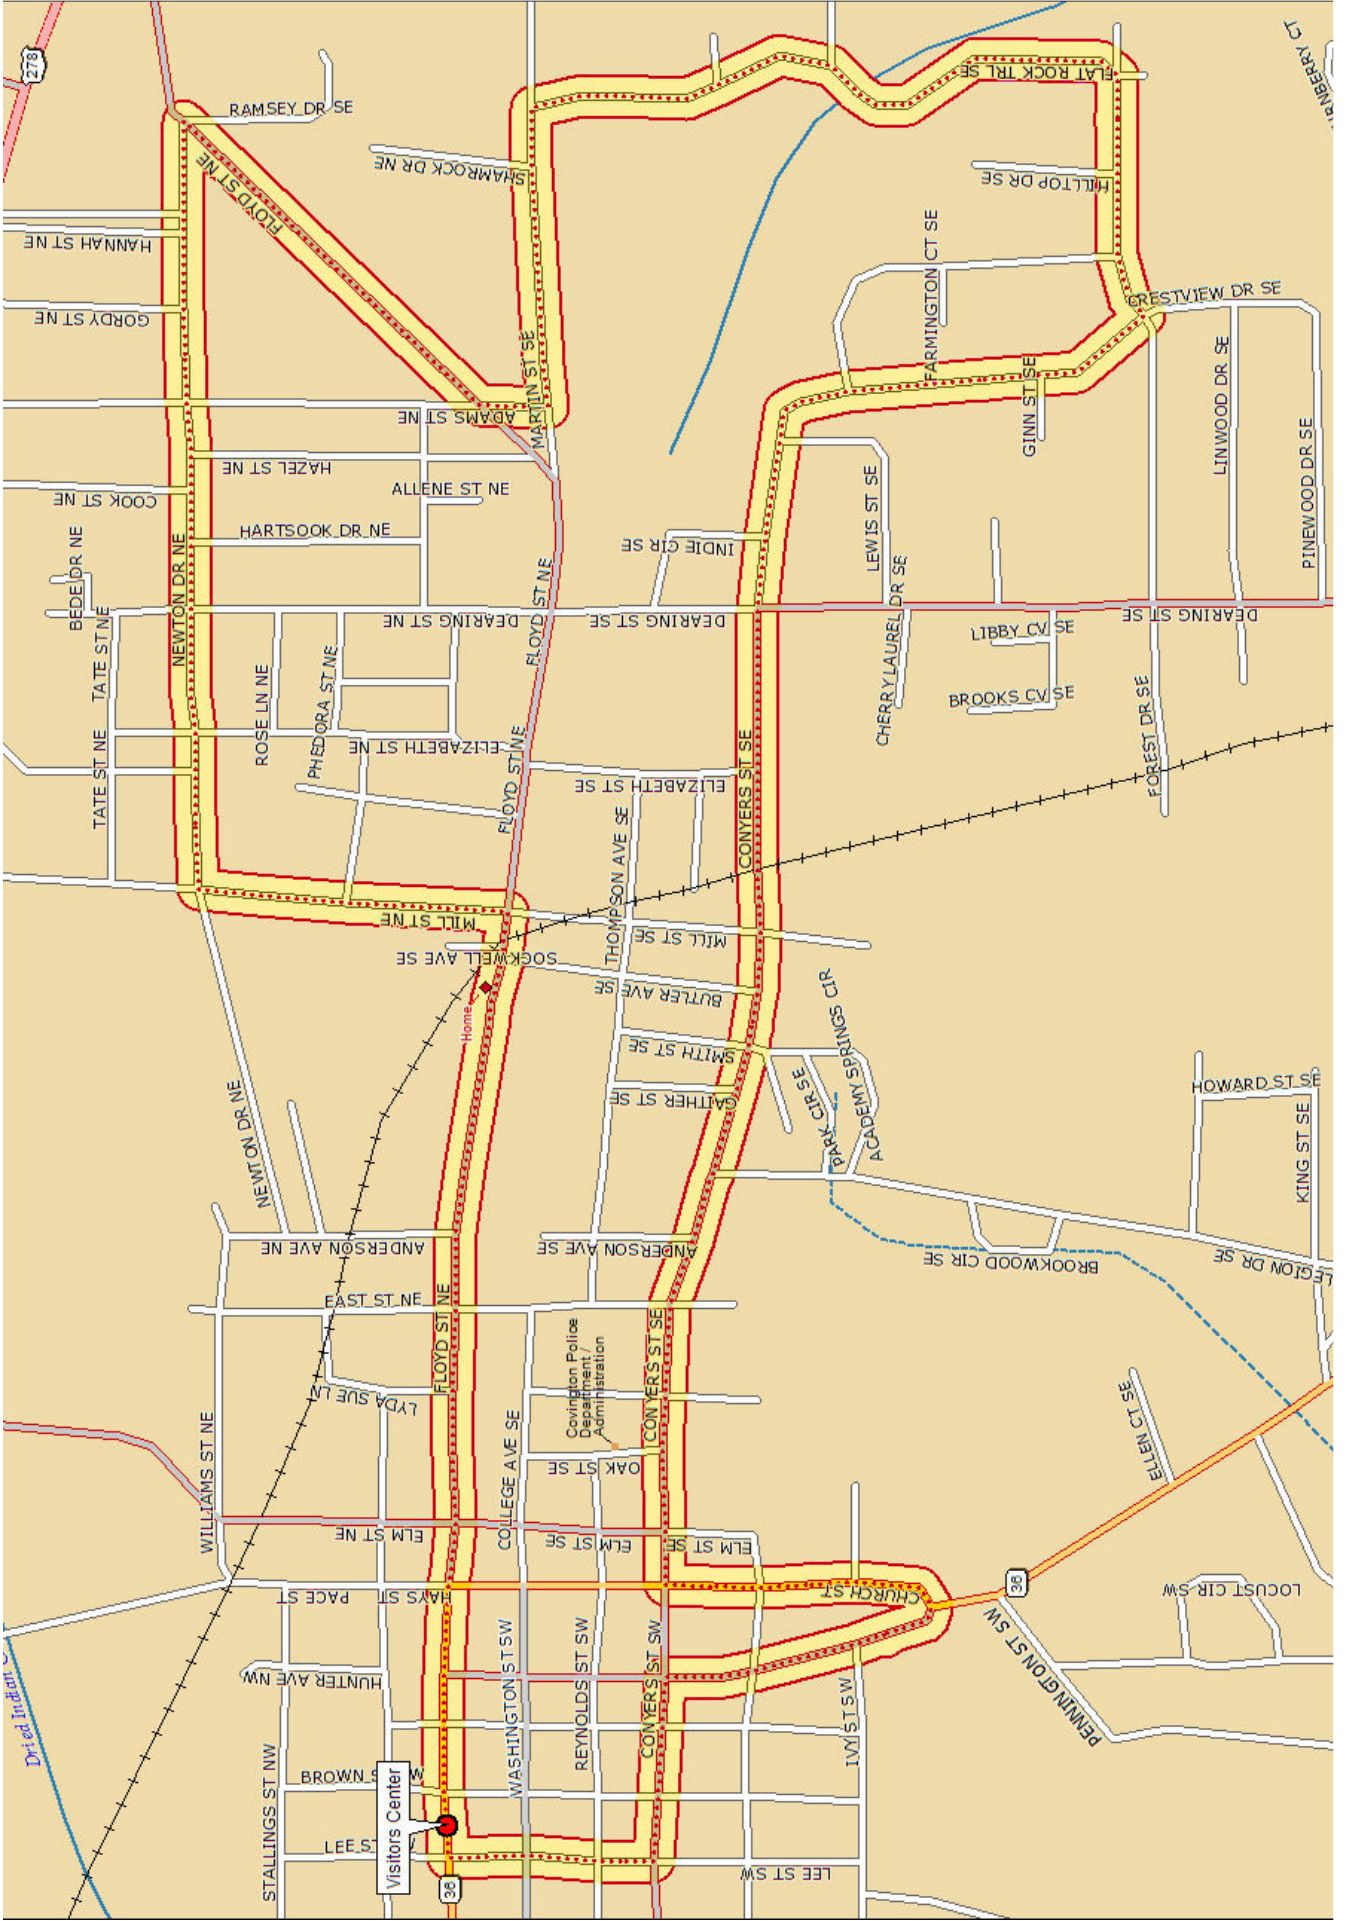 278
TURNBERRY CT
RAMSEY DR SE
FLAT ROCK TRL SE
FLOYD ST NE
SHAMROCK DR NE
HILLTOP DR SE
HANNAH ST NE
FARMINGTON CT SE
GORDY ST NE
CRESTVIEW DR SE
MARTIN ST SE
ADAMS ST NE
GINN ST SE
LINWOOD DR SE
HAZEL ST NE
COOK ST NE
ALLENE ST NE
LEWIS ST SE
PINEWOOD DR SE
HARTSOOK DR NE
INDIE CIR SE
BEDE DR NE
NEWTON DR NE
CHERRY LAUREL DR SE
DEARING ST NE
FLOYD ST NE
DEARING ST SE
DEARING ST SE
TATE ST NE
LIBBY CV SE
ROSE LN NE
PHEDORA ST NE
BROOKS CV SE
FOREST DR SE
TATE ST NE
ELIZABETH ST NE
FLOYD ST NE
ELIZABETH ST SE
CONYERS ST SE
THOMPSON AVE SE
MILL ST NE
MILL ST SE
SOCKWELL AVE SE
BUTLER AVE SE
Home
SMITH ST SE
ACADEMY SPRINGS CIR
PARK CIR SE
GAITHER ST SE
HOWARD ST SE
KING ST SE
NEWTON DR NE
ANDERSON AVE NE
ANDERSON AVE SE
BROOKWOOD CIR SE
LEGION DR SE
EAST ST NE
FLOYD ST NE
Covington Police
Department /
Administration
CONYERS ST SE
LYDA SUE LN
ELLEN CT SE
WILLIAMS ST NE
COLLEGE AVE SE
OAK ST SE
ELM ST NE
ELM ST SE
ELM ST SE
PACE ST
HAYS ST
CHURCH ST
36
LOCUST CIR SW
HUNTER AVE NW
WASHINGTON ST SW
REYNOLDS ST SW
CONYERS ST SW
IVY ST SW
PENNINGTON ST SW
Dried Indian
STALLINGS ST NW
BROWN S
W
Visitors Center
LEE ST
LEE ST SW
36